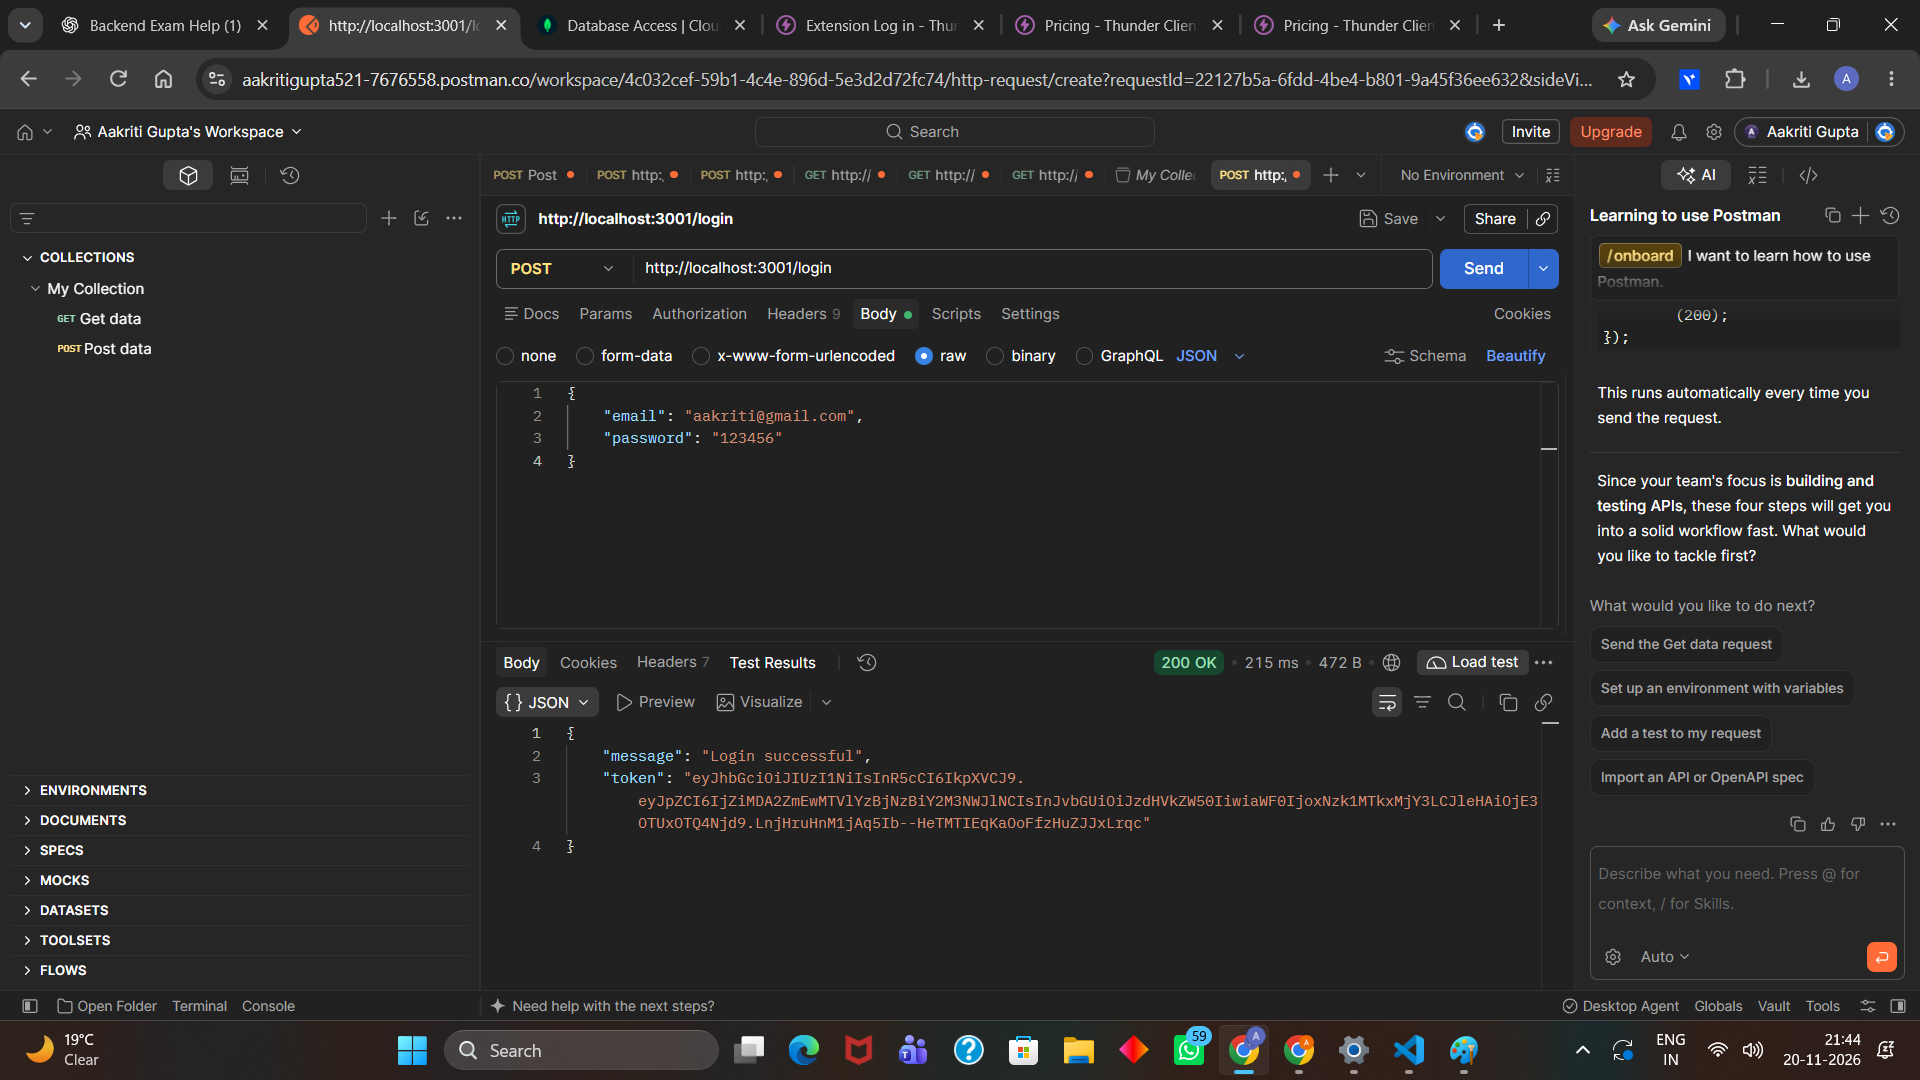 Backend Exam Help (1)
http://localhost:3001/lo
Database Access | Clou
Extension Log in - Thun
Pricing - Thunder Clien
Pricing - Thunder Clien
Ask Gemini
aakritigupta521-7676558.postman.co/workspace/4c032cef-59b1-4c4e-896d-5e3d2d72fc74/http-request/create?requestId=22127b5a-6fdd-4be4-b801-9a45f36ee632&sideVi...
A
Aakriti Gupta's Workspace
Search
Invite
Upgrade
A Aakriti Gupta
POST Post
POST http:,
POST http:,
GET http://
GET http://
GET http://
My Collec
POST http:,
No Environment
AI
http://localhost:3001/login
Save
Share
Learning to use Postman
COLLECTIONS
My Collection
GET Get data
POST Post data
POST
http://localhost:3001/login
Send
/onboard I want to learn how to use
Postman.
Docs
Params
Authorization
Headers 9
Body
Scripts
Settings
Cookies
(200);
});
none
form-data
x-www-form-urlencoded
raw
binary
GraphQL
JSON
Schema
Beautify
1 {
2 "email": "aakriti@gmail.com",
3 "password": "123456"
4 }
This runs automatically every time you
send the request.
Since your team's focus is building and
testing APIs, these four steps will get you
into a solid workflow fast. What would
you like to tackle first?
What would you like to do next?
Send the Get data request
Set up an environment with variables
Add a test to my request
Import an API or OpenAPI spec
Body
Cookies
Headers 7
Test Results
200 OK
215 ms
472 B
Load test
{} JSON
Preview
Visualize
1 {
2 "message": "Login successful",
3 "token": "eyJhbGciOiJIUzI1NiIsInR5cCI6IkpXVCJ9.
eyJpZCI6IjZiMDA2ZmEwMTVlYzBjNzBiY2M3NWJlNCIsInJvbGUiOiJzdHVkZW50IiwiaWF0IjoxNzk1MTkxMjY3LCJleHAiOjE3
OTUxOTQ4Njd9.LnjHruHnM1jAq5Ib--HeTMTIEqKaOoFfzHuZJJxLrqc"
4 }
ENVIRONMENTS
DOCUMENTS
SPECS
MOCKS
DATASETS
TOOLSETS
FLOWS
Describe what you need. Press @ for
context, / for Skills.
Auto
Open Folder
Terminal
Console
Need help with the next steps?
Desktop Agent
Globals
Vault
Tools
19°C
Clear
Search
59
ENG
IN
21:44
20-11-2026